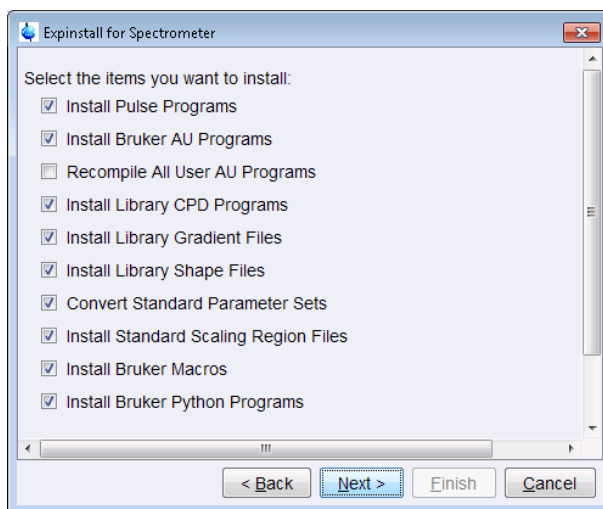 Expinstall for Spectrometer
Select the items you want to install:
Install Pulse Programs
Install Bruker AU Programs
Recompile All User AU Programs
Install Library CPD Programs
Install Library Gradient Files
Install Library Shape Files
Convert Standard Parameter Sets
Install Standard Scaling Region Files
Install Bruker Macros
Install Bruker Python Programs
< Back Next > Finish Cancel